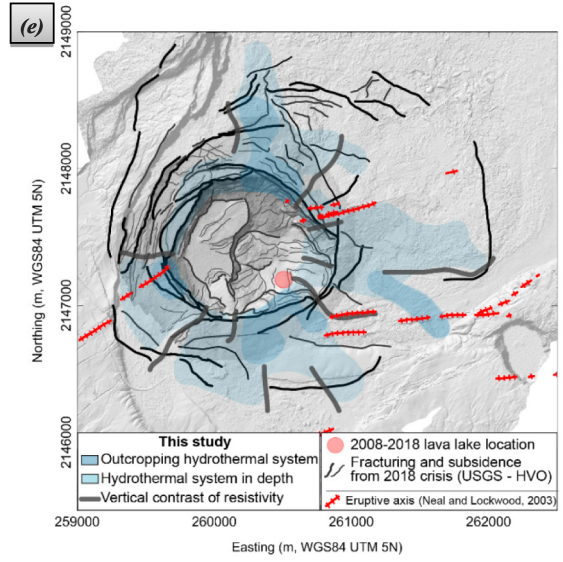 (e)
2149000
2148000
2147000
2146000
Northing (m, WGS84 UTM 5N)
This study
Outcropping hydrothermal system
Hydrothermal system in depth
Vertical contrast of resistivity
2008-2018 lava lake location
Fracturing and subsidence
from 2018 crisis (USGS - HVO)
Eruptive axis (Neal and Lockwood, 2003)
259000
260000
261000
262000
Easting (m, WGS84 UTM 5N)